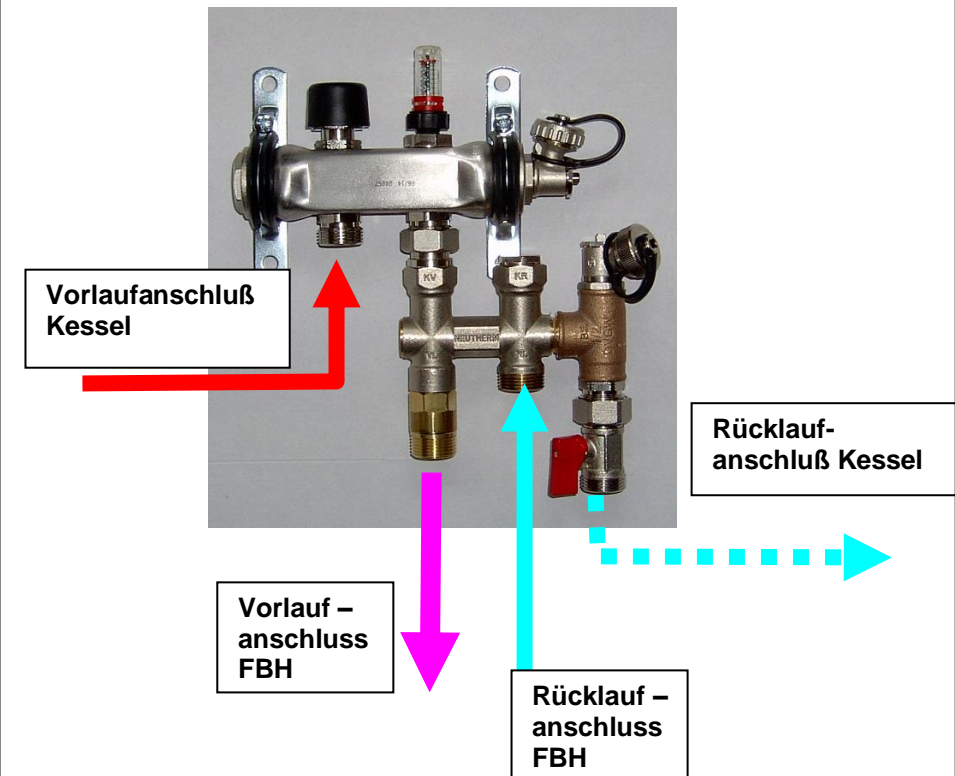 Vorlaufanschluß
Kessel
KV
KR
NEUTHERM
Rücklauf-
anschluß Kessel
Vorlauf –
anschluss
FBH
Rücklauf –
anschluss
FBH